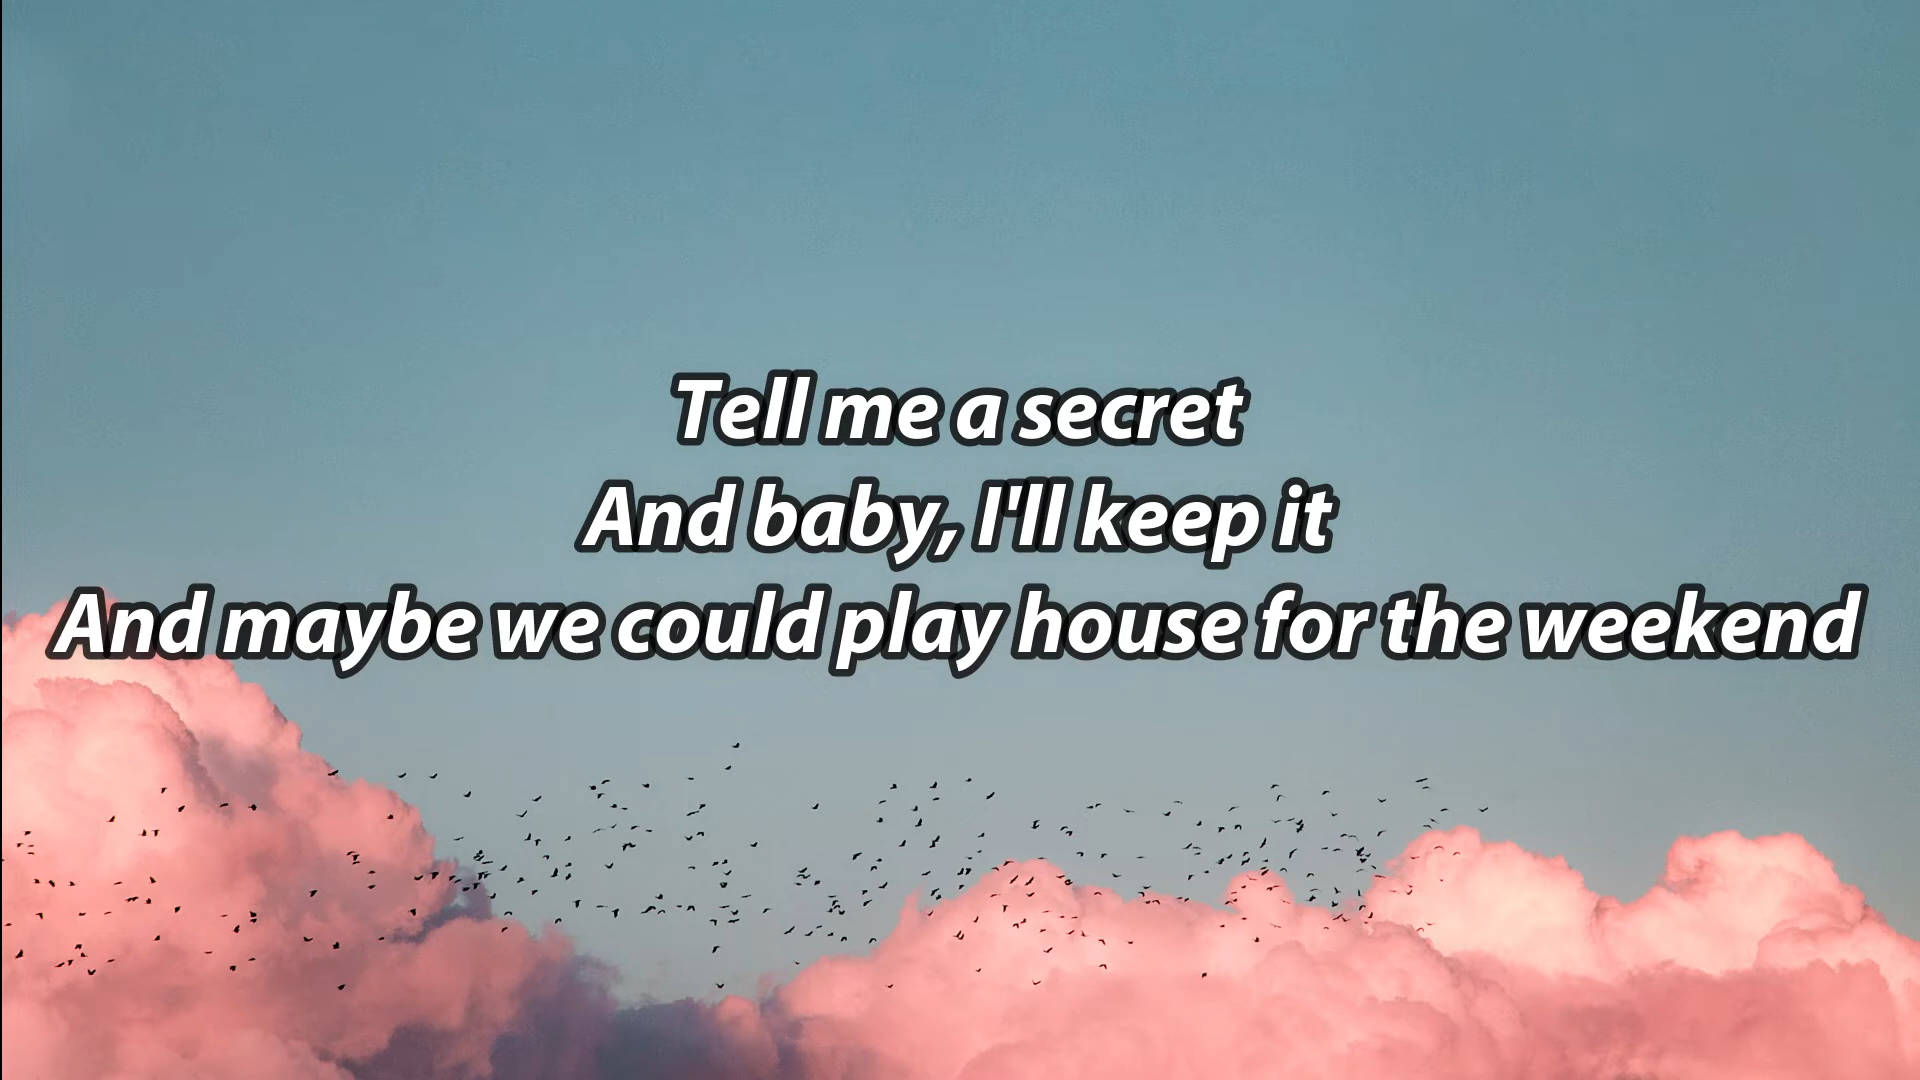 Tell me a secret
And baby, I'll keep it
And maybe we could play house for the weekend